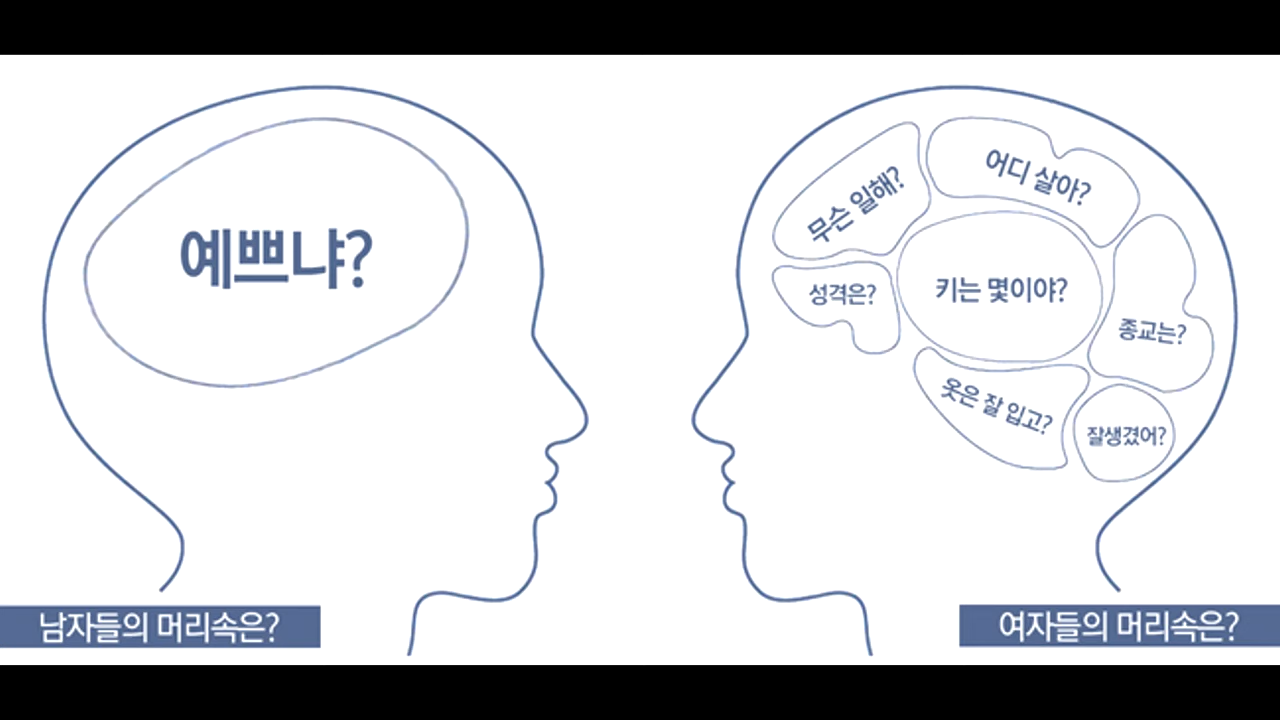 예쁘냐?
남자들의 머리속은?
무슨 일해?
어디 살아?
성격은?
키는 몇이야?
종교는?
옷은 잘 입고?
잘생겼어?
여자들의 머리속은?